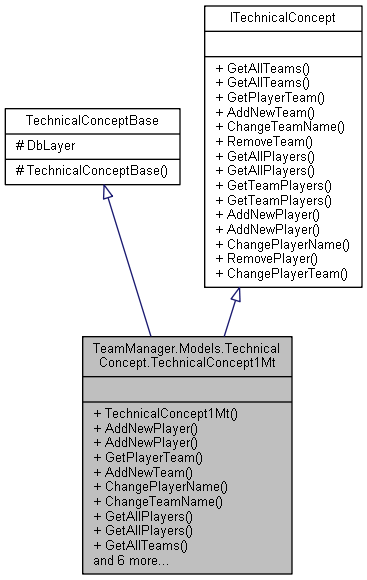 ITechnicalConcept
+ GetAllTeams()
+ GetAllTeams()
+ GetPlayerTeam()
+ AddNewTeam()
+ ChangeTeamName()
+ RemoveTeam()
+ GetAllPlayers()
+ GetAllPlayers()
+ GetTeamPlayers()
+ GetTeamPlayers()
+ AddNewPlayer()
+ AddNewPlayer()
+ ChangePlayerName()
+ RemovePlayer()
+ ChangePlayerTeam()
TechnicalConceptBase
# DbLayer
# TechnicalConceptBase()
TeamManager.Models.Technical
Concept.TechnicalConcept1Mt
+ TechnicalConcept1Mt()
+ AddNewPlayer()
+ AddNewPlayer()
+ GetPlayerTeam()
+ AddNewTeam()
+ ChangePlayerName()
+ ChangeTeamName()
+ GetAllPlayers()
+ GetAllPlayers()
+ GetAllTeams()
and 6 more...